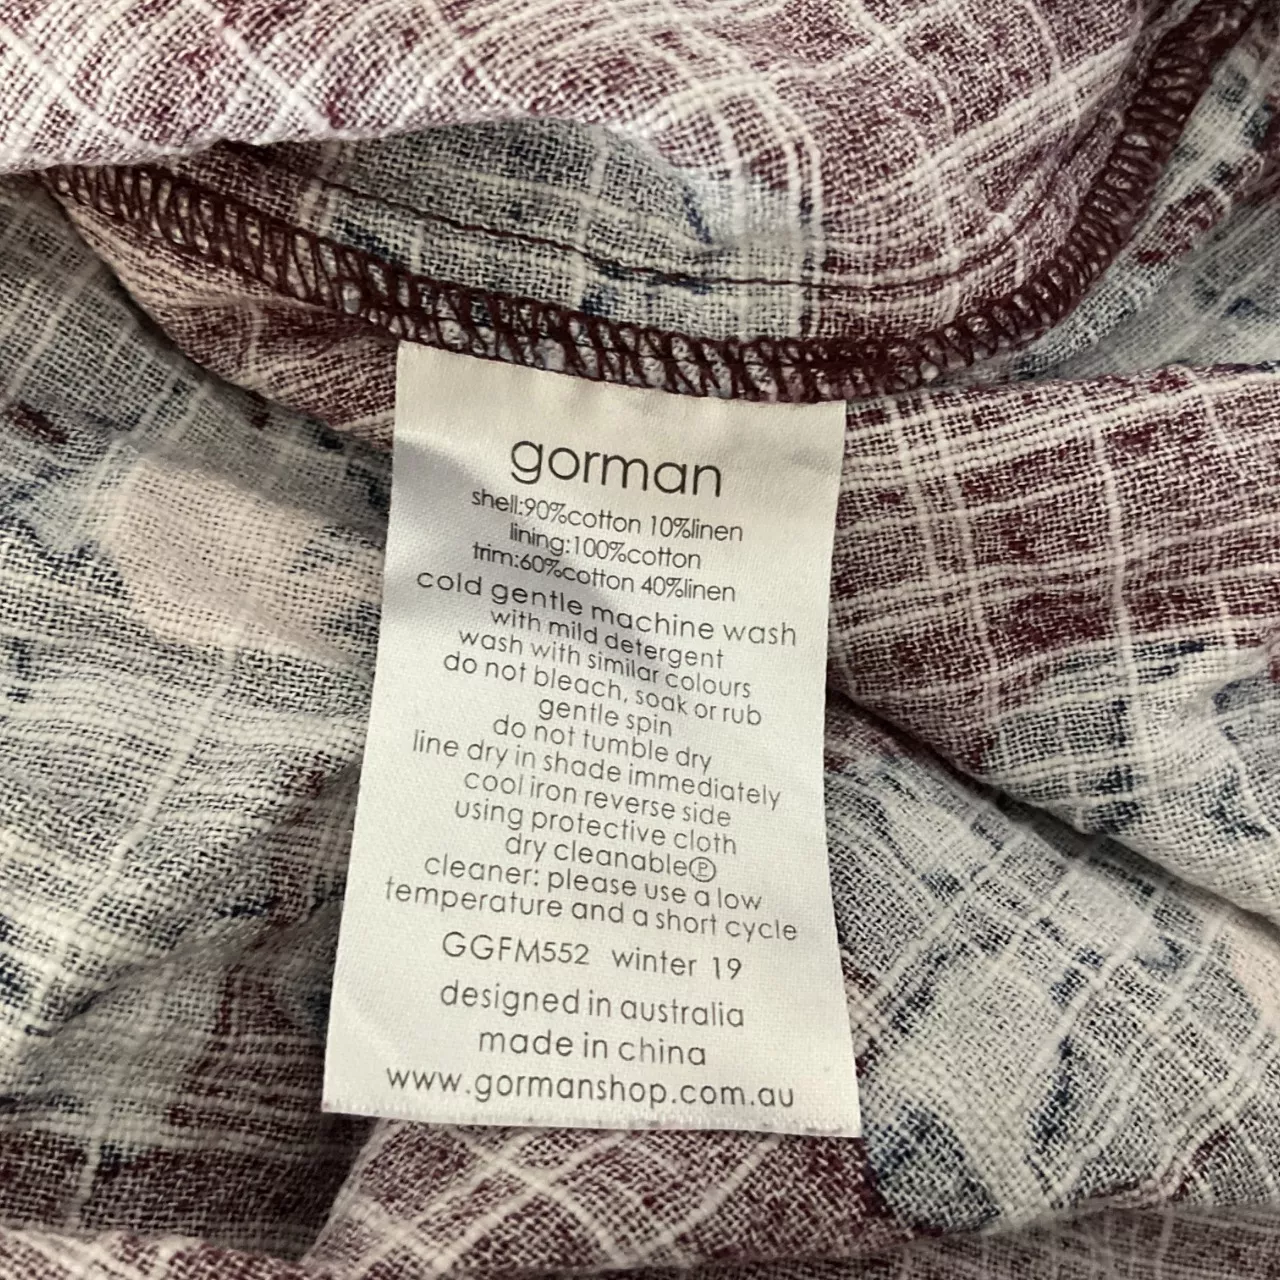 gorman
shell:90%cotton 10%linen
lining:100%cotton
trim:60%cotton 40%linen
cold gentle machine wash
with mild detergent
wash with similar colours
do not bleach, soak or rub
gentle spin
do not tumble dry
line dry in shade immediately
cool iron reverse side
using protective cloth
dry cleanableⓅ
cleaner: please use a low
temperature and a short cycle
GGFM552 winter 19
designed in australia
made in china
www.gormanshop.com.au